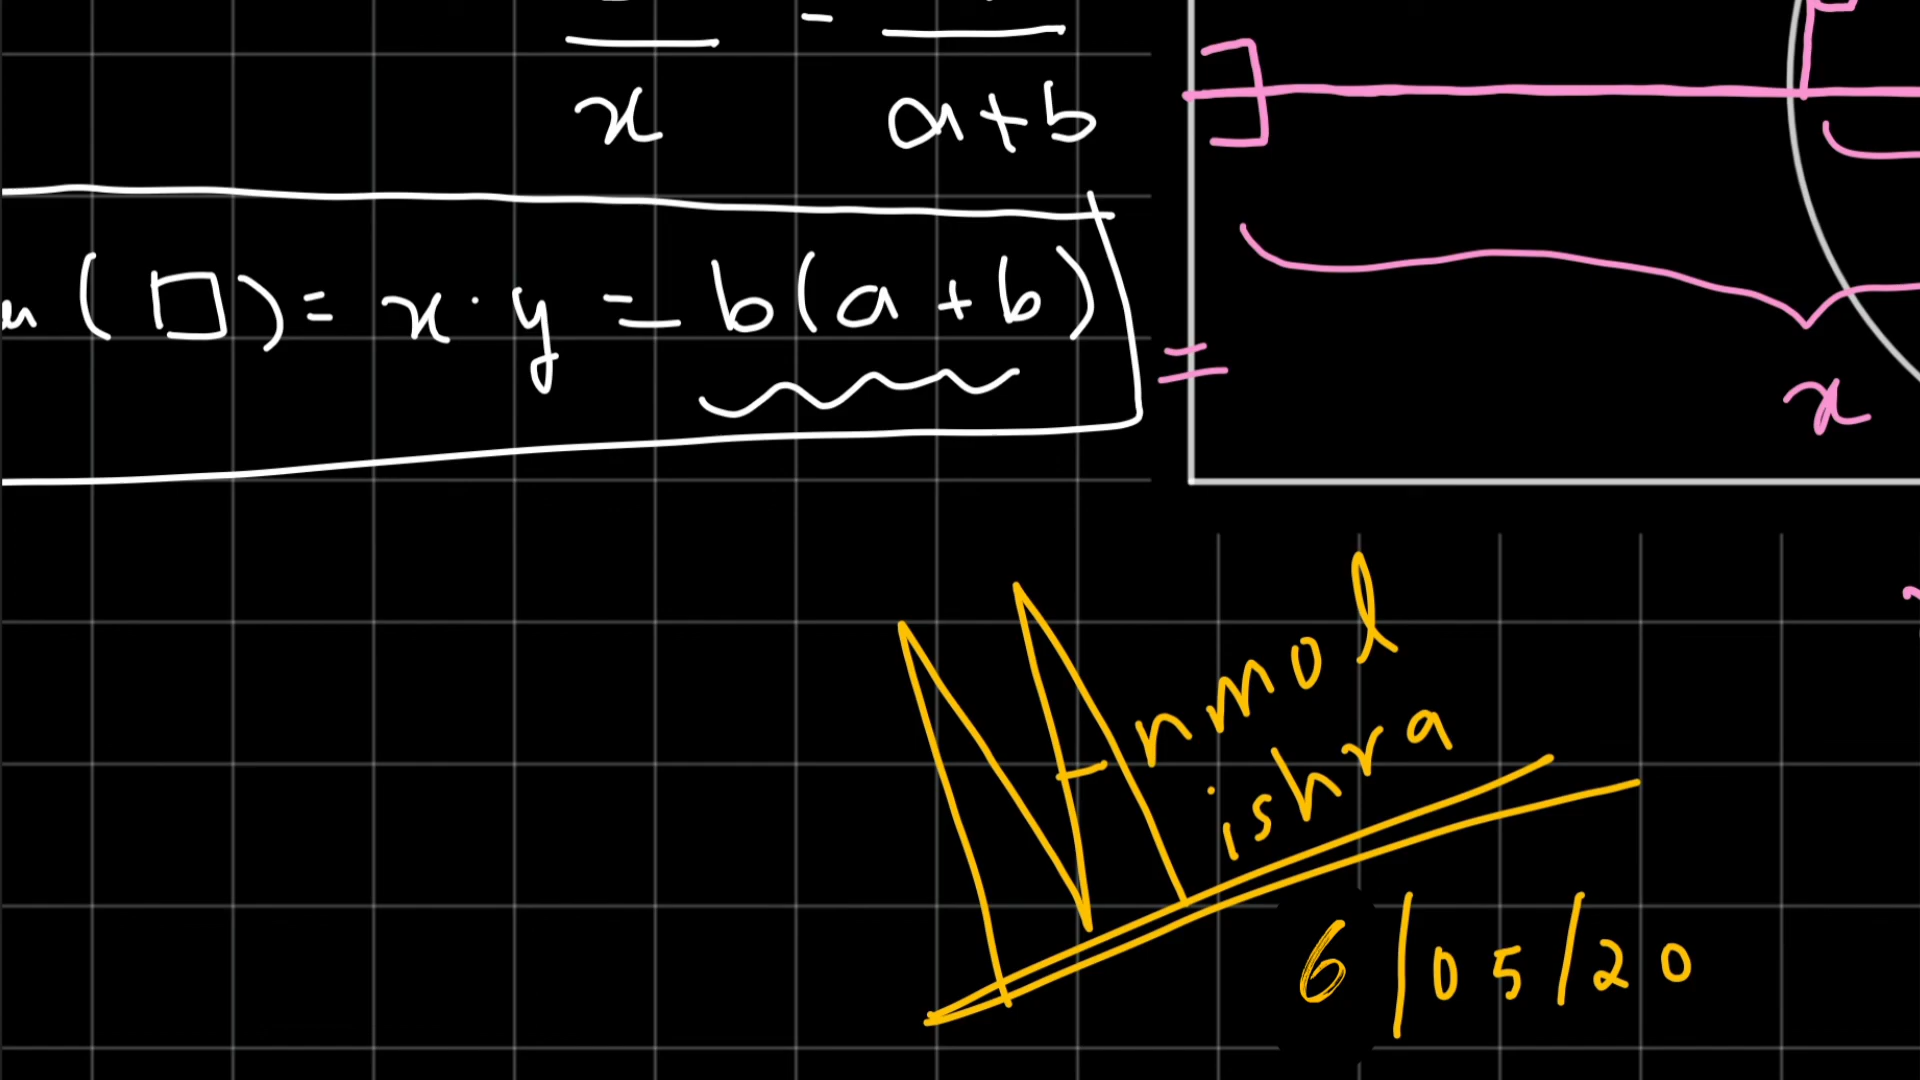 x a+b
(□) = x·y = b(a+b)
=
x
Anmol
Mishra
6/05/20